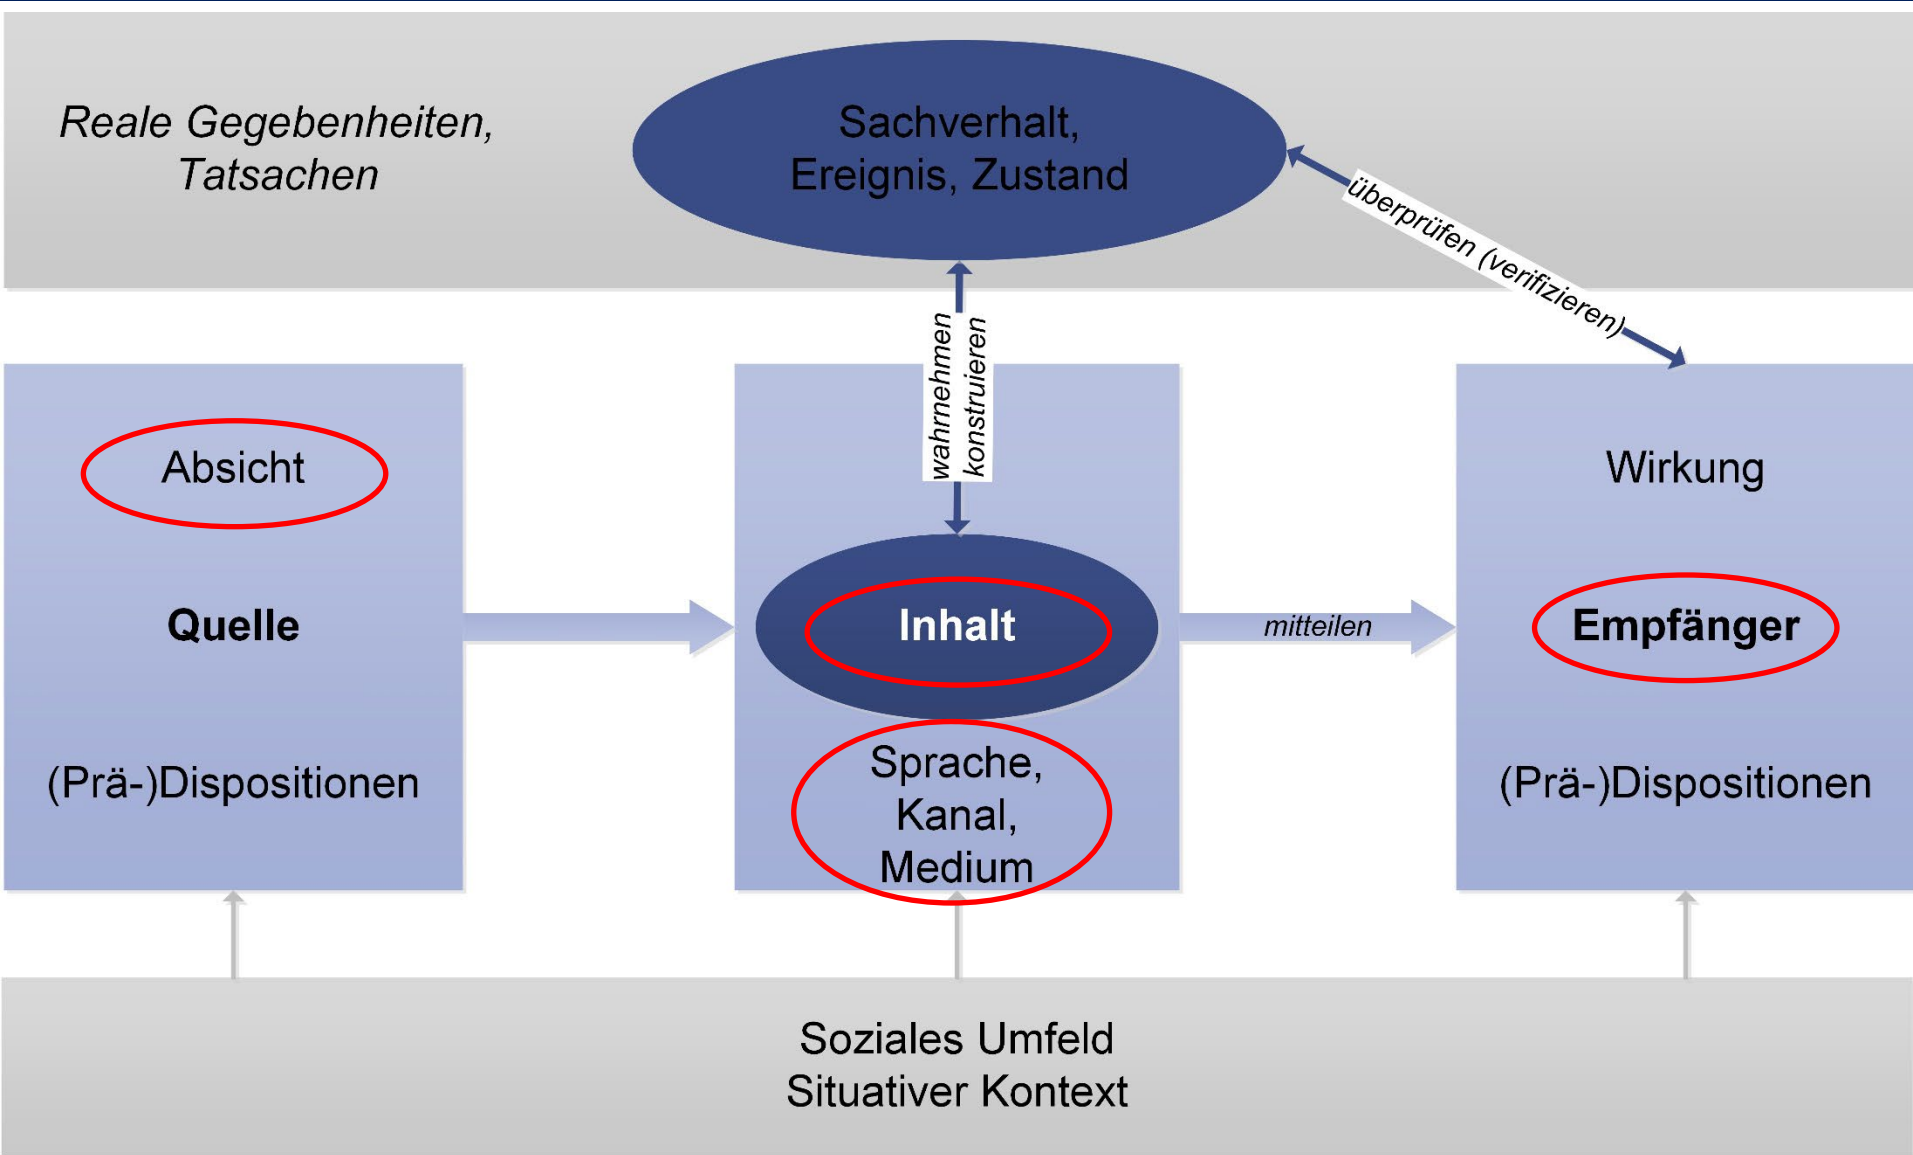 Reale Gegebenheiten,
Tatsachen
Sachverhalt,
Ereignis, Zustand
überprüfen (verifizieren)
wahrnehmen
konstruieren
Absicht
Quelle
(Prä-)Dispositionen
Inhalt
Sprache,
Kanal,
Medium
mitteilen
Wirkung
Empfänger
(Prä-)Dispositionen
Soziales Umfeld
Situativer Kontext